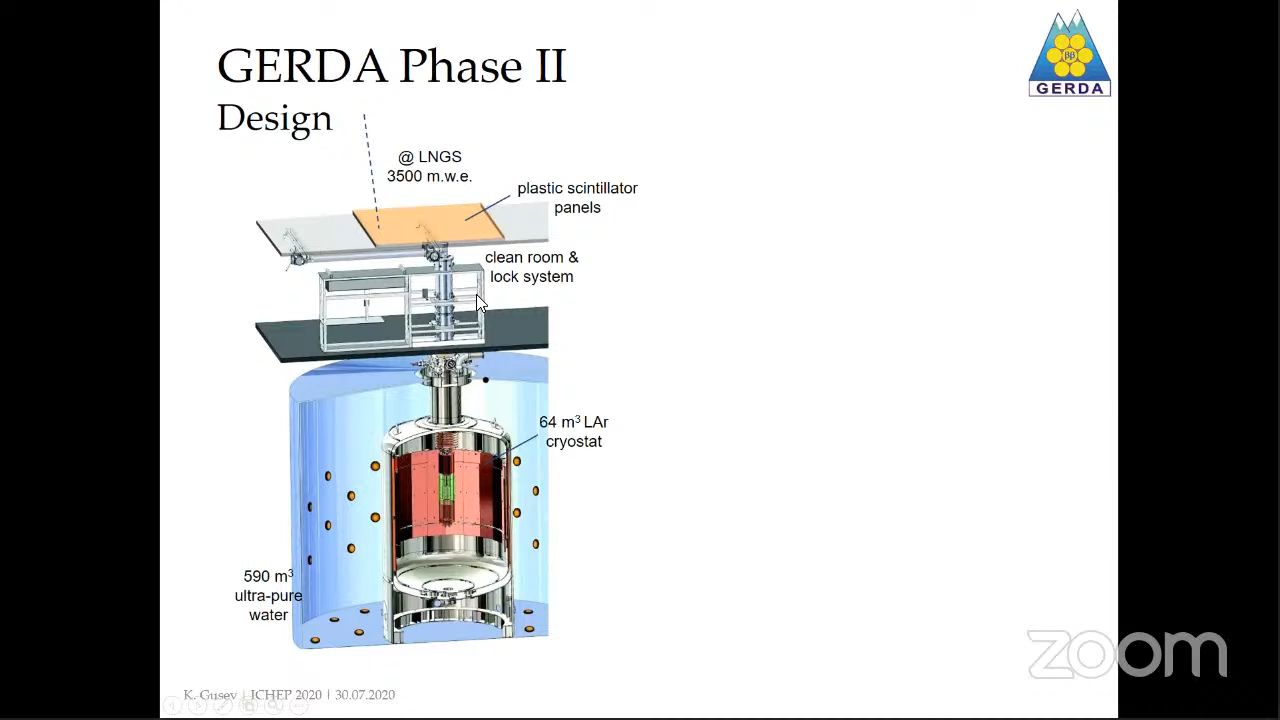 GERDA Phase II
Design
ββ
GERDA
@ LNGS
3500 m.w.e.
plastic scintillator
panels
clean room &
lock system
64 m³ LAr
cryostat
590 m³
ultra-pure
water
K. Gusev | ICHEP 2020 | 30.07.2020
zoom